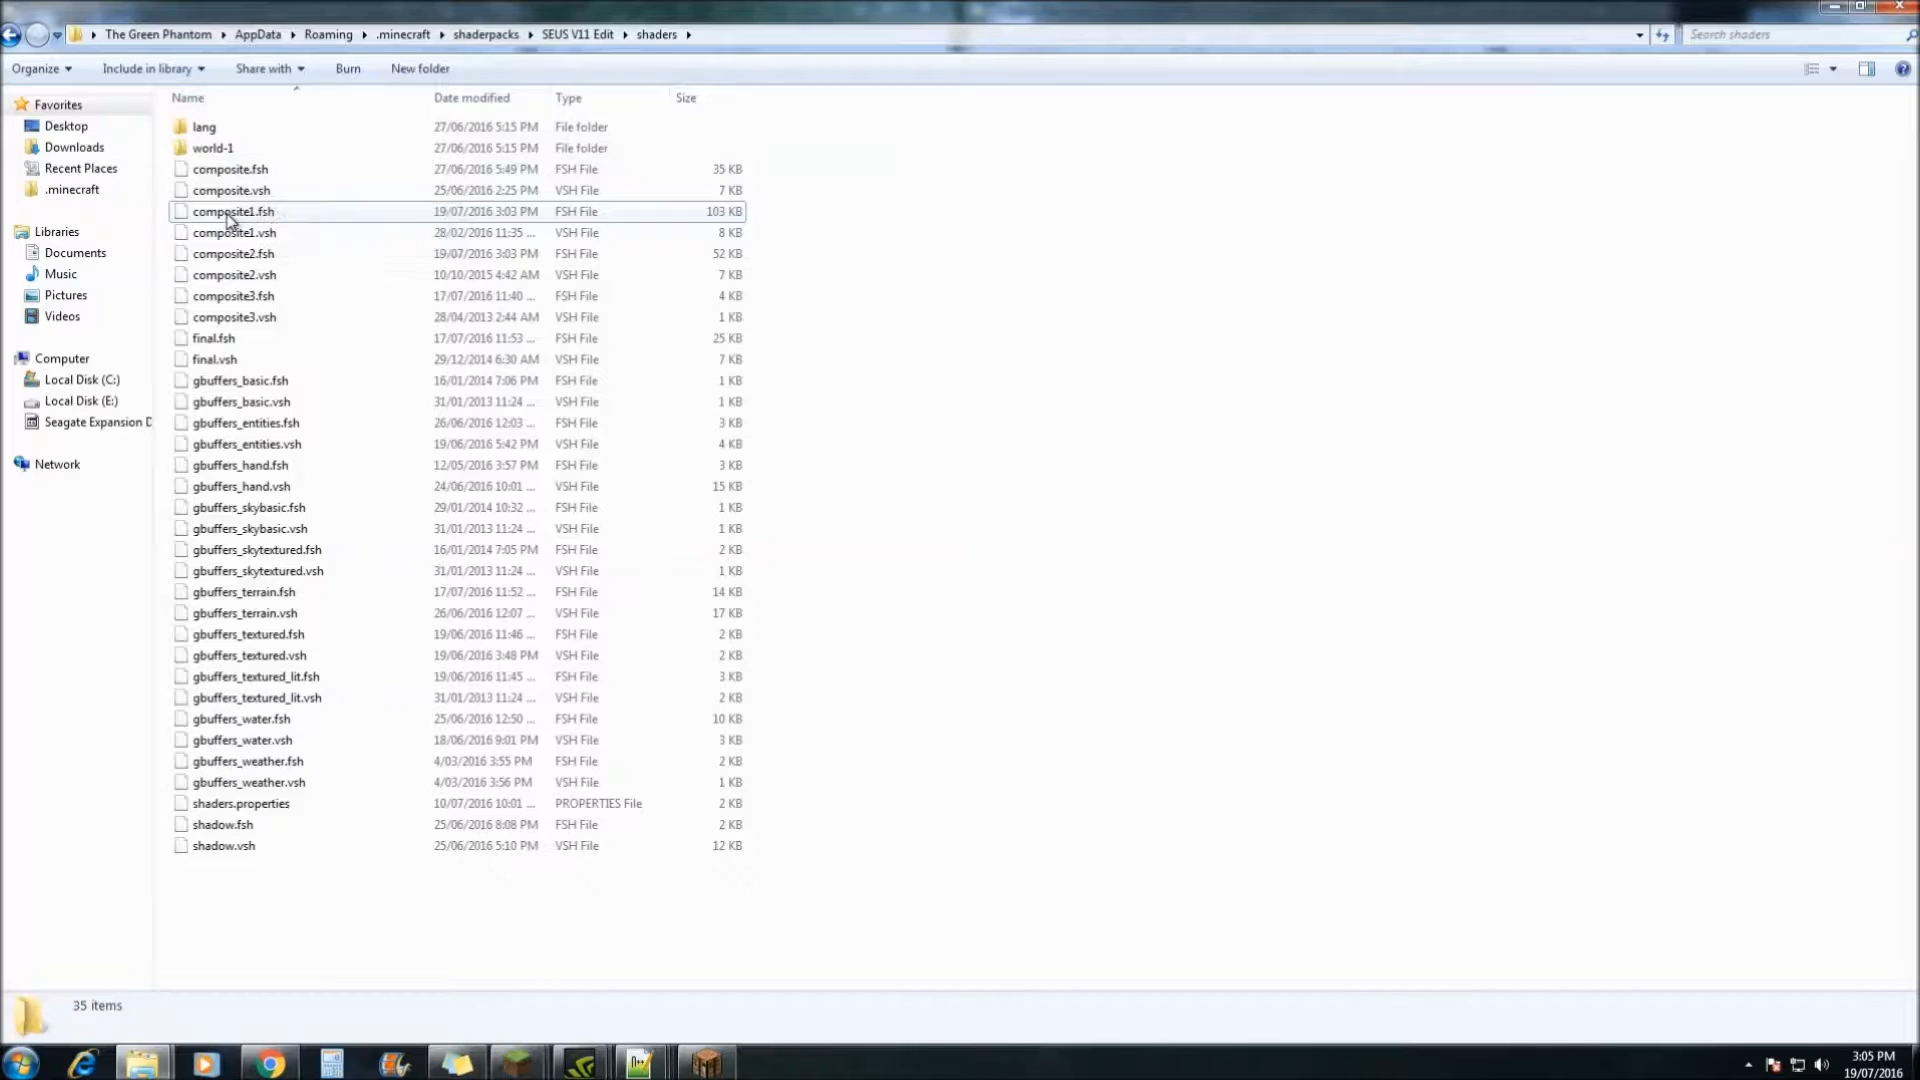 The Green Phantom AppData Roaming .minecraft shaderpacks SEUS V11 Edit shaders Search shaders
Organize Include in library Share with Burn New folder
Name Date modified Type Size
Favorites
Desktop
Downloads
Recent Places
.minecraft
Libraries
Documents
Music
Pictures
Videos
Computer
Local Disk (C:)
Local Disk (E:)
Seagate Expansion D
Network
lang 27/06/2016 5:15 PM File folder
world-1 27/06/2016 5:15 PM File folder
composite.fsh 27/06/2016 5:49 PM FSH File 35 KB
composite.vsh 25/06/2016 2:25 PM VSH File 7 KB
composite1.fsh 19/07/2016 3:03 PM FSH File 103 KB
composite1.vsh 28/02/2016 11:35 ... VSH File 8 KB
composite2.fsh 19/07/2016 3:03 PM FSH File 52 KB
composite2.vsh 10/10/2015 4:42 AM VSH File 7 KB
composite3.fsh 17/07/2016 11:40 ... FSH File 4 KB
composite3.vsh 28/04/2013 2:44 AM VSH File 1 KB
final.fsh 17/07/2016 11:53 ... FSH File 25 KB
final.vsh 29/12/2014 6:30 AM VSH File 7 KB
gbuffers_basic.fsh 16/01/2014 7:06 PM FSH File 1 KB
gbuffers_basic.vsh 31/01/2013 11:24 ... VSH File 1 KB
gbuffers_entities.fsh 26/06/2016 12:03 ... FSH File 3 KB
gbuffers_entities.vsh 19/06/2016 5:42 PM VSH File 4 KB
gbuffers_hand.fsh 12/05/2016 3:57 PM FSH File 3 KB
gbuffers_hand.vsh 24/06/2016 10:01 ... VSH File 15 KB
gbuffers_skybasic.fsh 29/01/2014 10:32 ... FSH File 1 KB
gbuffers_skybasic.vsh 31/01/2013 11:24 ... VSH File 1 KB
gbuffers_skytextured.fsh 16/01/2014 7:05 PM FSH File 2 KB
gbuffers_skytextured.vsh 31/01/2013 11:24 ... VSH File 1 KB
gbuffers_terrain.fsh 17/07/2016 11:52 ... FSH File 14 KB
gbuffers_terrain.vsh 26/06/2016 12:07 ... VSH File 17 KB
gbuffers_textured.fsh 19/06/2016 11:46 ... FSH File 2 KB
gbuffers_textured.vsh 19/06/2016 3:48 PM VSH File 2 KB
gbuffers_textured_lit.fsh 19/06/2016 11:45 ... FSH File 3 KB
gbuffers_textured_lit.vsh 31/01/2013 11:24 ... VSH File 2 KB
gbuffers_water.fsh 25/06/2016 12:50 ... FSH File 10 KB
gbuffers_water.vsh 18/06/2016 9:01 PM VSH File 3 KB
gbuffers_weather.fsh 4/03/2016 3:55 PM FSH File 2 KB
gbuffers_weather.vsh 4/03/2016 3:56 PM VSH File 1 KB
shaders.properties 10/07/2016 10:01 ... PROPERTIES File 2 KB
shadow.fsh 25/06/2016 8:08 PM FSH File 2 KB
shadow.vsh 25/06/2016 5:10 PM VSH File 12 KB
35 items
3:05 PM
19/07/2016